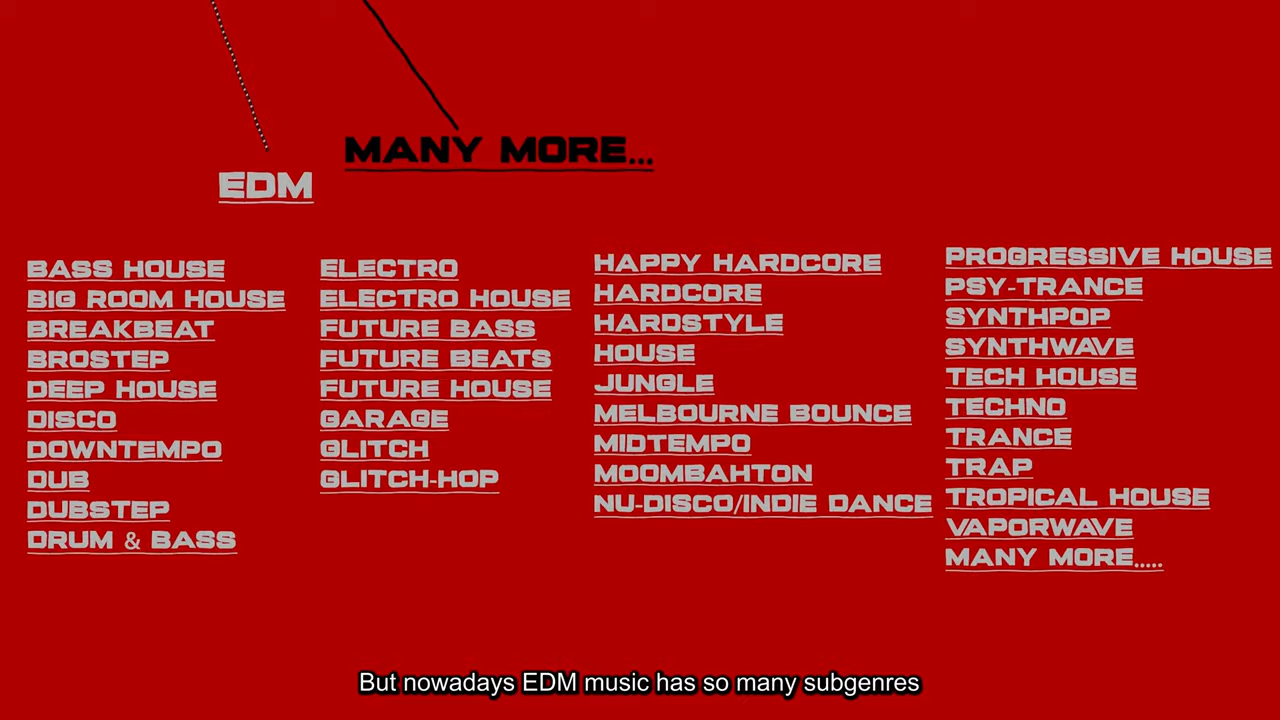 MANY MORE...
EDM
BASS HOUSE
BIG ROOM HOUSE
BREAKBEAT
BROSTEP
DEEP HOUSE
DISCO
DOWNTEMPO
DUB
DUBSTEP
DRUM & BASS
ELECTRO
ELECTRO HOUSE
FUTURE BASS
FUTURE BEATS
FUTURE HOUSE
GARAGE
GLITCH
GLITCH-HOP
HAPPY HARDCORE
HARDCORE
HARDSTYLE
HOUSE
JUNGLE
MELBOURNE BOUNCE
MIDTEMPO
MOOMBAHTON
NU-DISCO/INDIE DANCE
PROGRESSIVE HOUSE
PSY-TRANCE
SYNTHPOP
SYNTHWAVE
TECH HOUSE
TECHNO
TRANCE
TRAP
TROPICAL HOUSE
VAPORWAVE
MANY MORE.....
But nowadays EDM music has so many subgenres